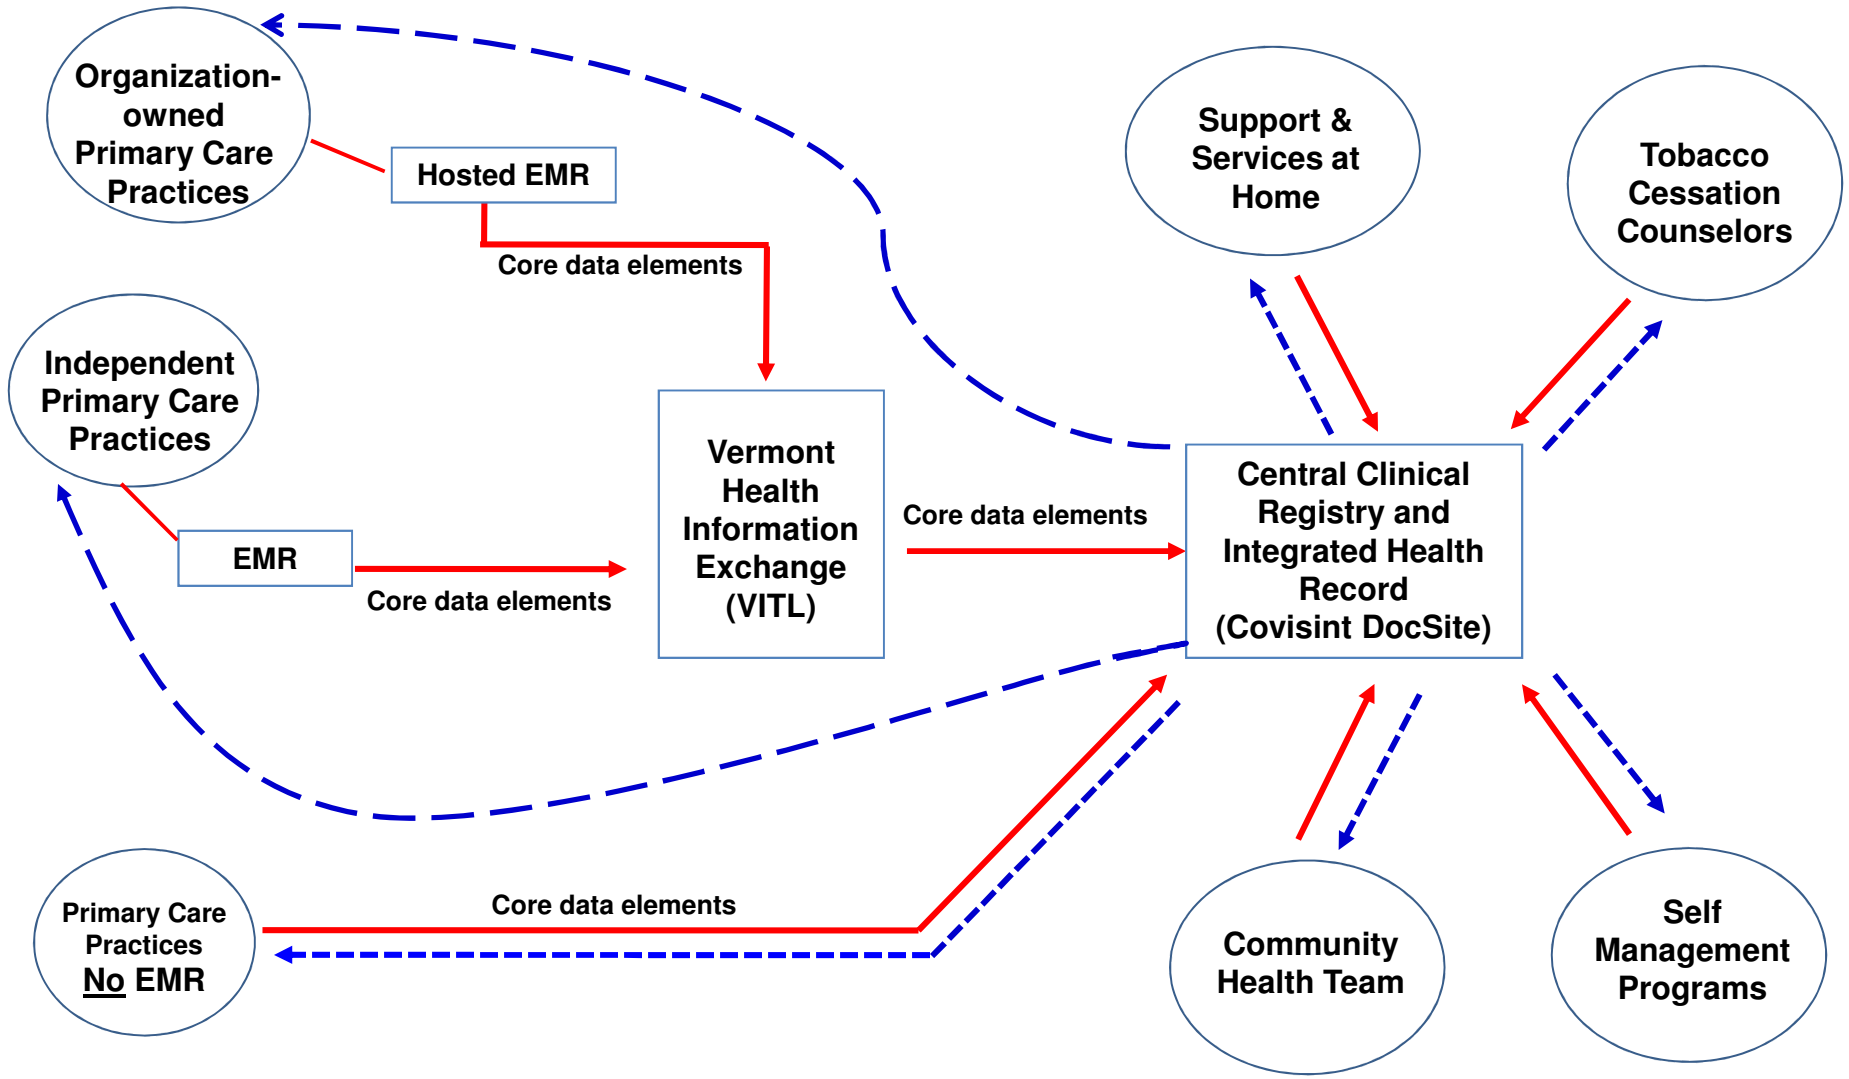 Organization-
owned
Primary Care
Practices
Hosted EMR
Core data elements
Support &
Services at
Home
Tobacco
Cessation
Counselors
Independent
Primary Care
Practices
EMR
Core data elements
Vermont
Health
Information
Exchange
(VITL)
Core data elements
Central Clinical
Registry and
Integrated Health
Record
(Covisint DocSite)
Primary Care
Practices
No EMR
Core data elements
Community
Health Team
Self
Management
Programs